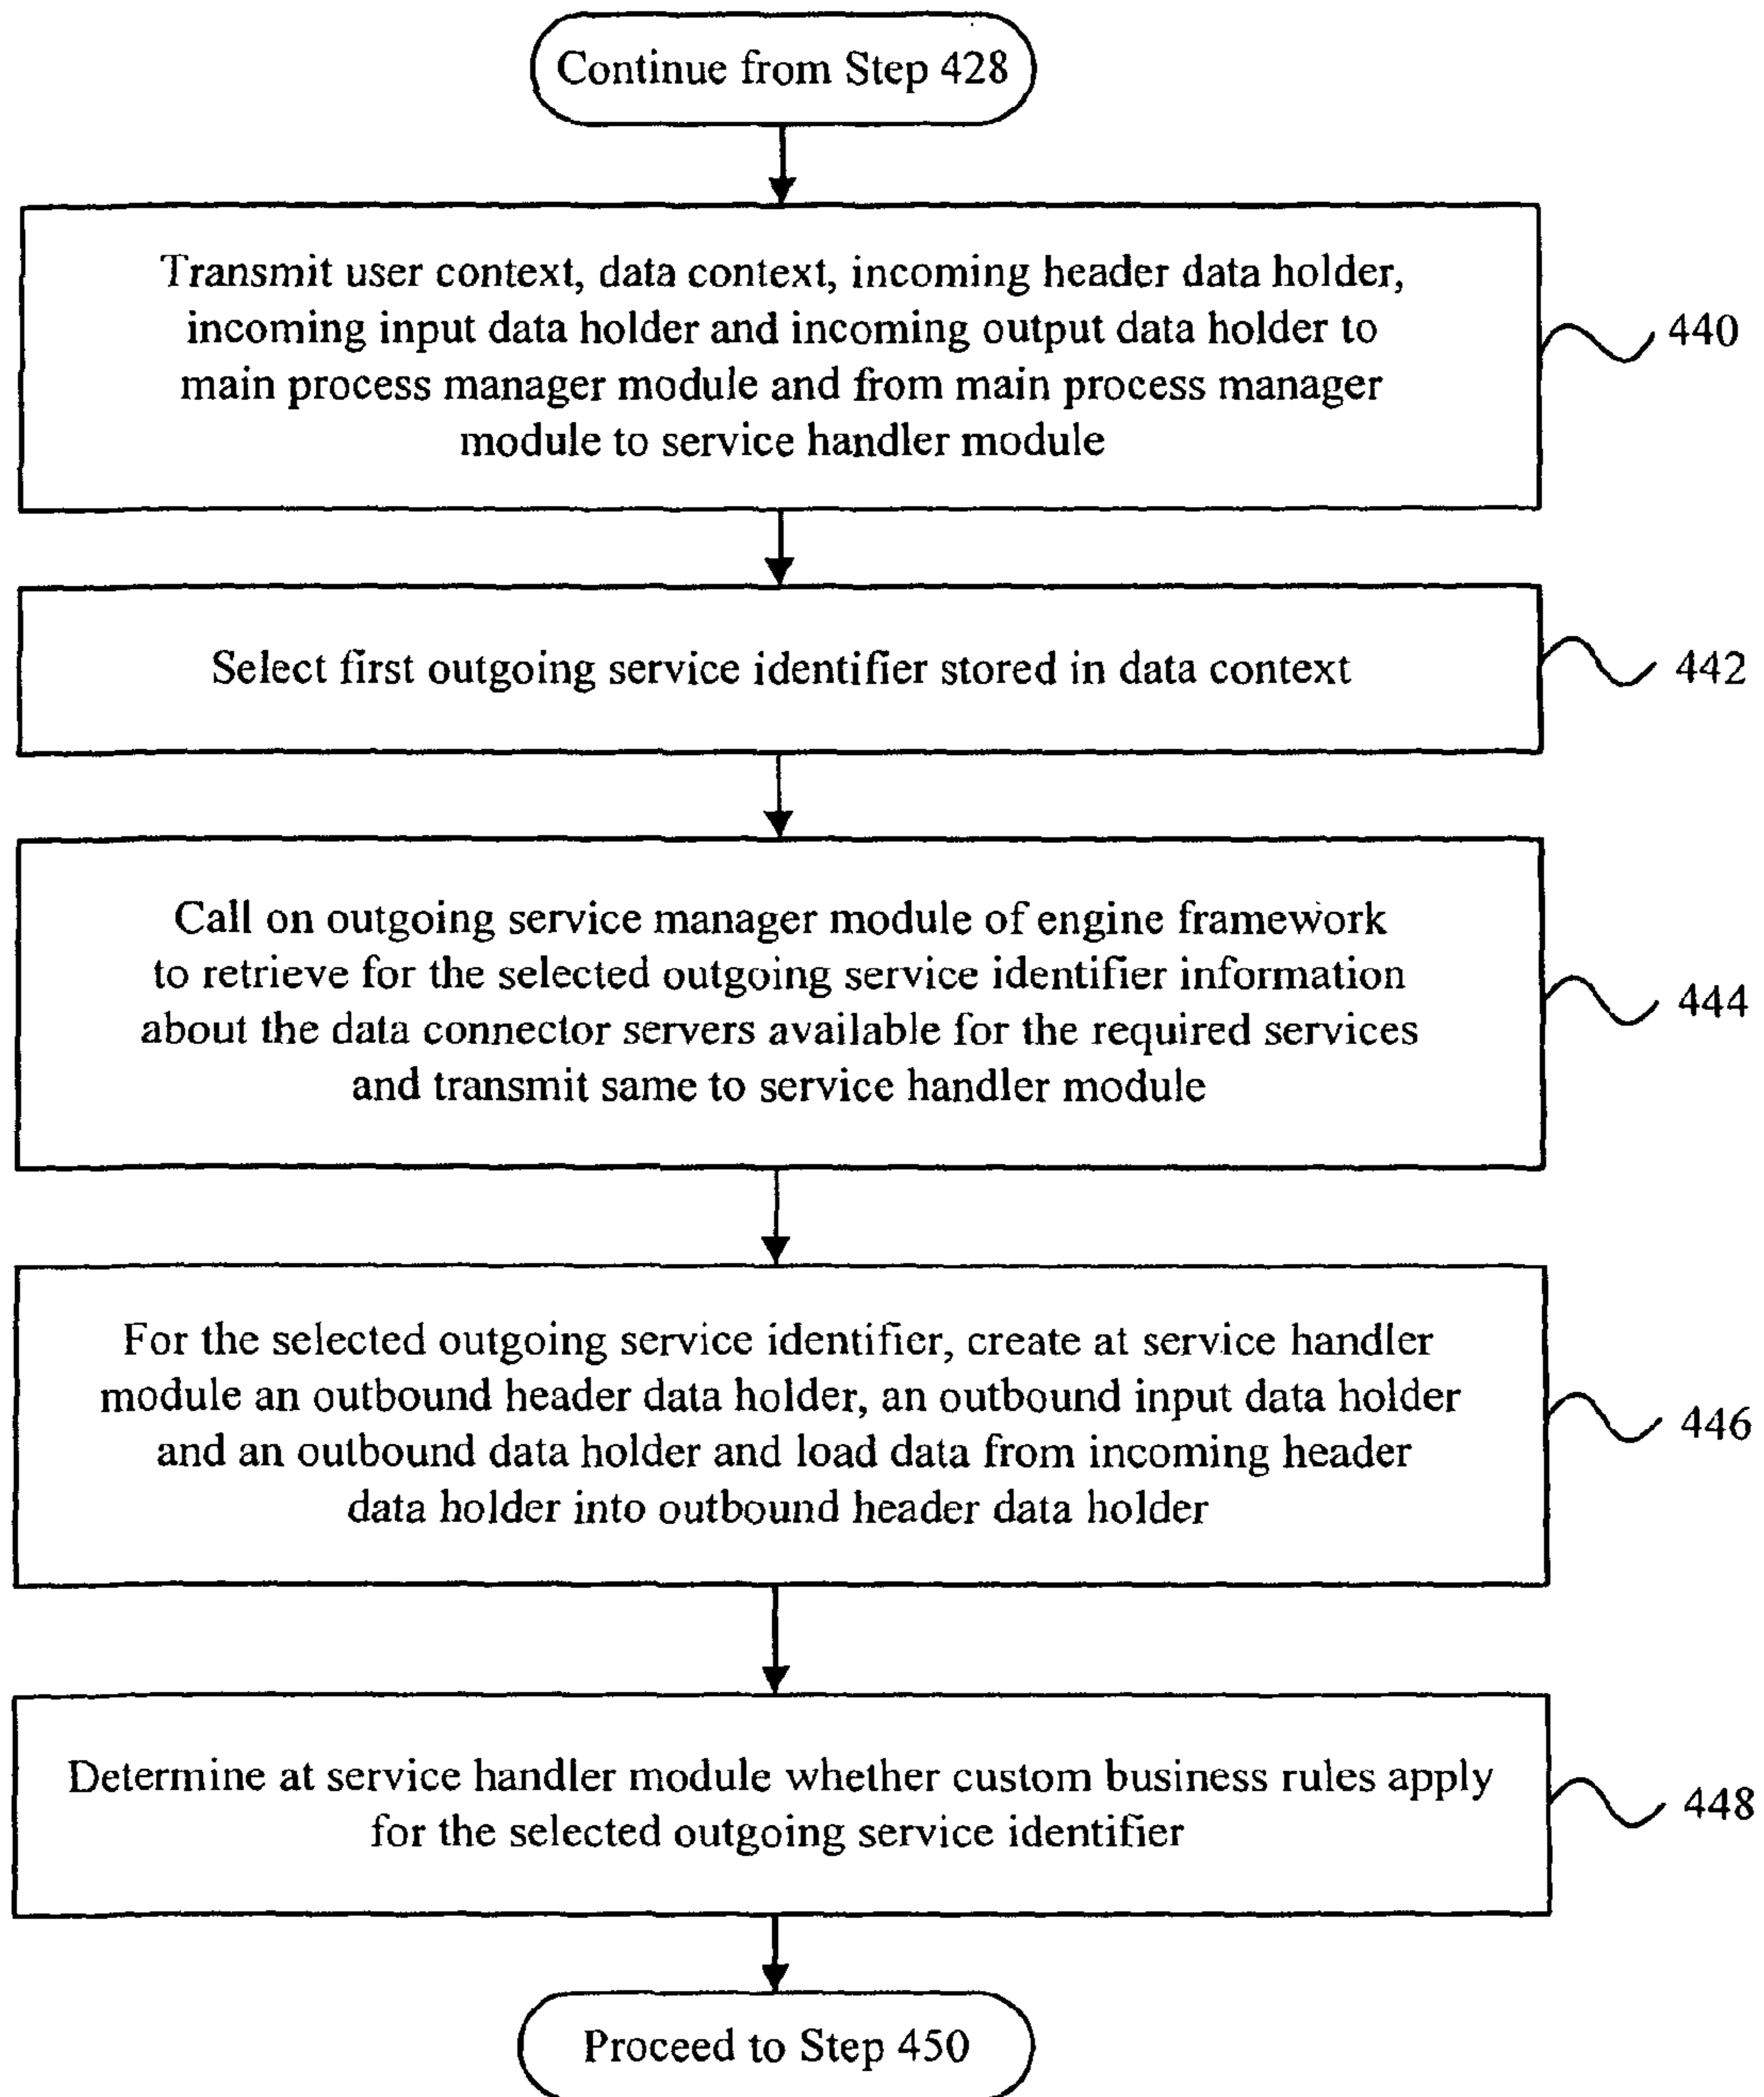 Continue from Step 428
Transmit user context, data context, incoming header data holder,
incoming input data holder and incoming output data holder to
main process manager module and from main process manager
module to service handler module
440
Select first outgoing service identifier stored in data context
442
Call on outgoing service manager module of engine framework
to retrieve for the selected outgoing service identifier information
about the data connector servers available for the required services
and transmit same to service handler module
444
For the selected outgoing service identifier, create at service handler
module an outbound header data holder, an outbound input data holder
and an outbound data holder and load data from incoming header
data holder into outbound header data holder
446
Determine at service handler module whether custom business rules apply
for the selected outgoing service identifier
448
Proceed to Step 450